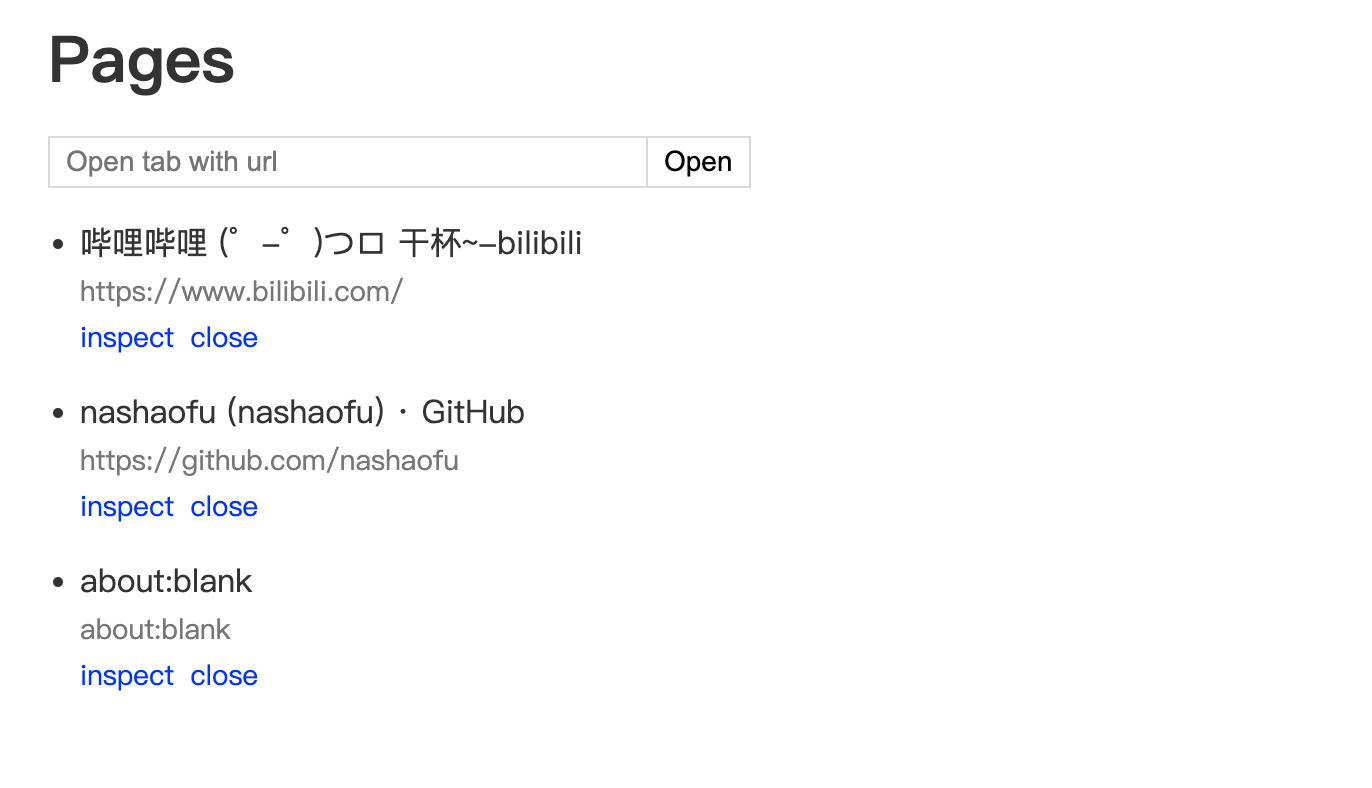 Pages
Open tab with url
Open
哔哩哔哩 (゜-゜)つロ 干杯~-bilibili
https://www.bilibili.com/
inspect close
nashaofu (nashaofu) · GitHub
https://github.com/nashaofu
inspect close
about:blank
about:blank
inspect close